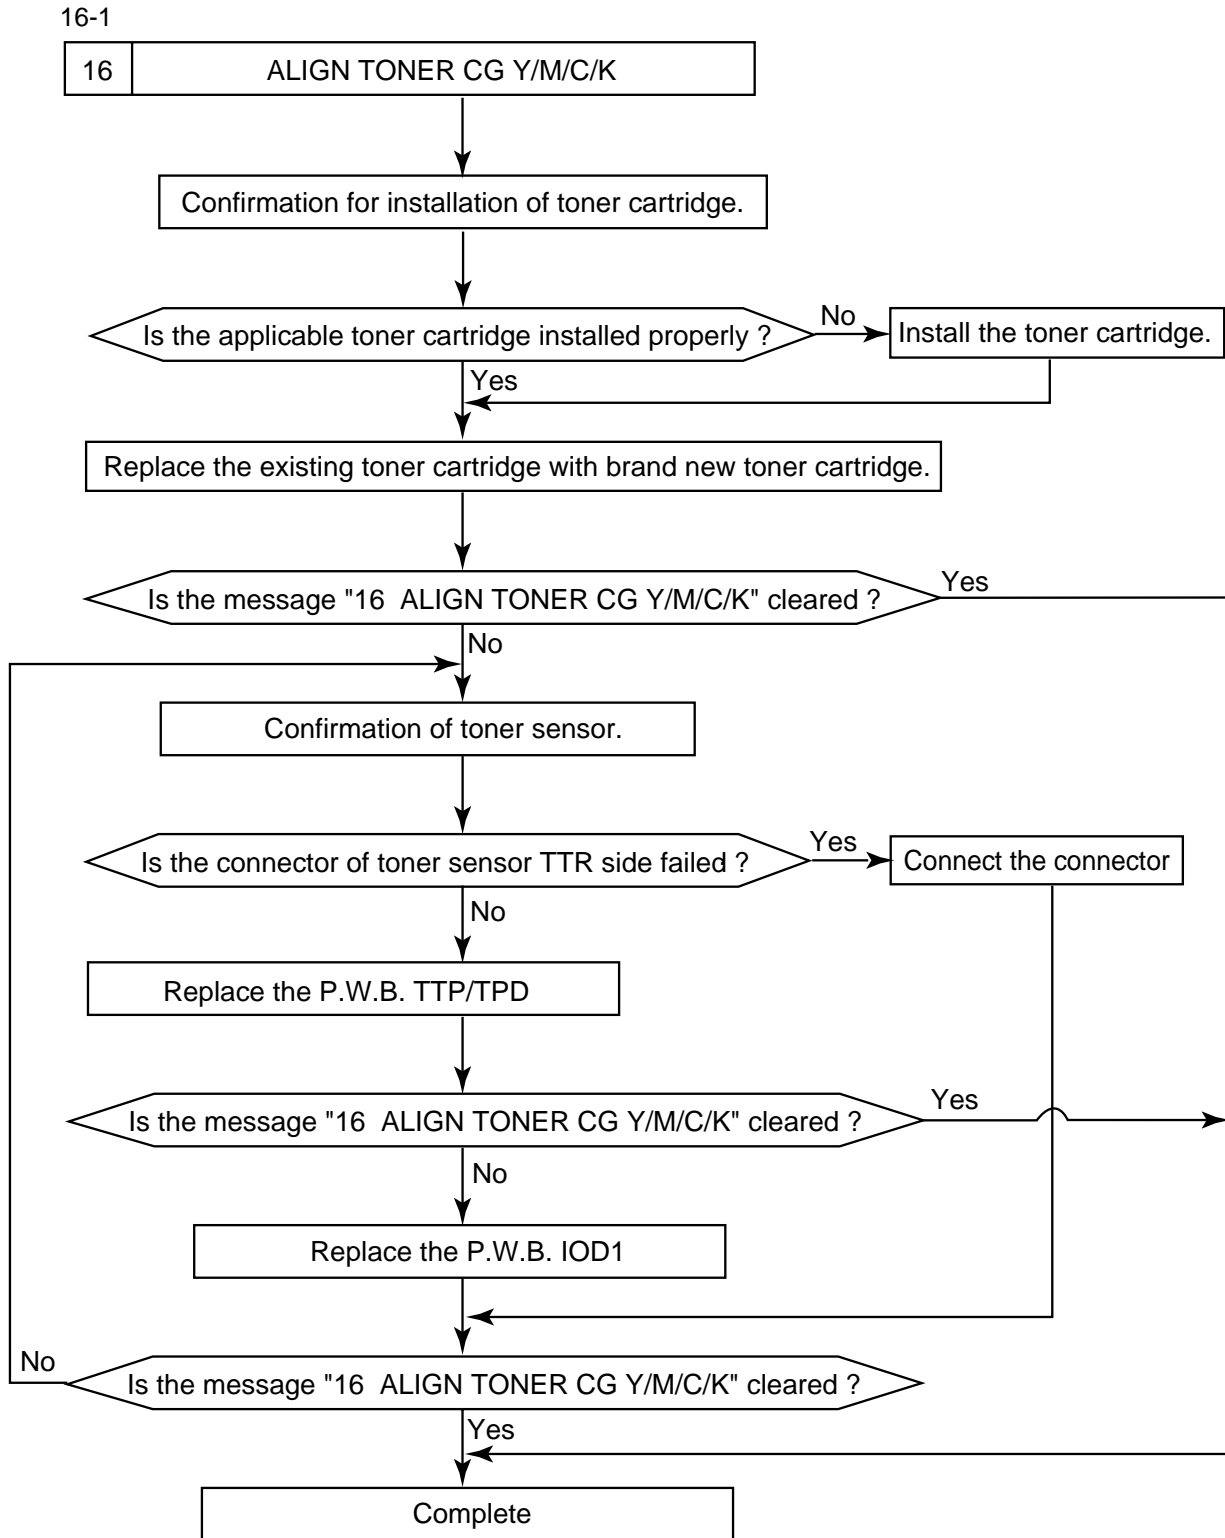 16-1
16 ALIGN TONER CG Y/M/C/K
Confirmation for installation of toner cartridge.
Is the applicable toner cartridge installed properly ?
No
Install the toner cartridge.
Yes
Replace the existing toner cartridge with brand new toner cartridge.
Is the message "16 ALIGN TONER CG Y/M/C/K" cleared ?
Yes
No
Confirmation of toner sensor.
Is the connector of toner sensor TTR side failed ?
Yes
Connect the connector
No
Replace the P.W.B. TTP/TPD
Is the message "16 ALIGN TONER CG Y/M/C/K" cleared ?
Yes
No
Replace the P.W.B. IOD1
No
Is the message "16 ALIGN TONER CG Y/M/C/K" cleared ?
Yes
Complete